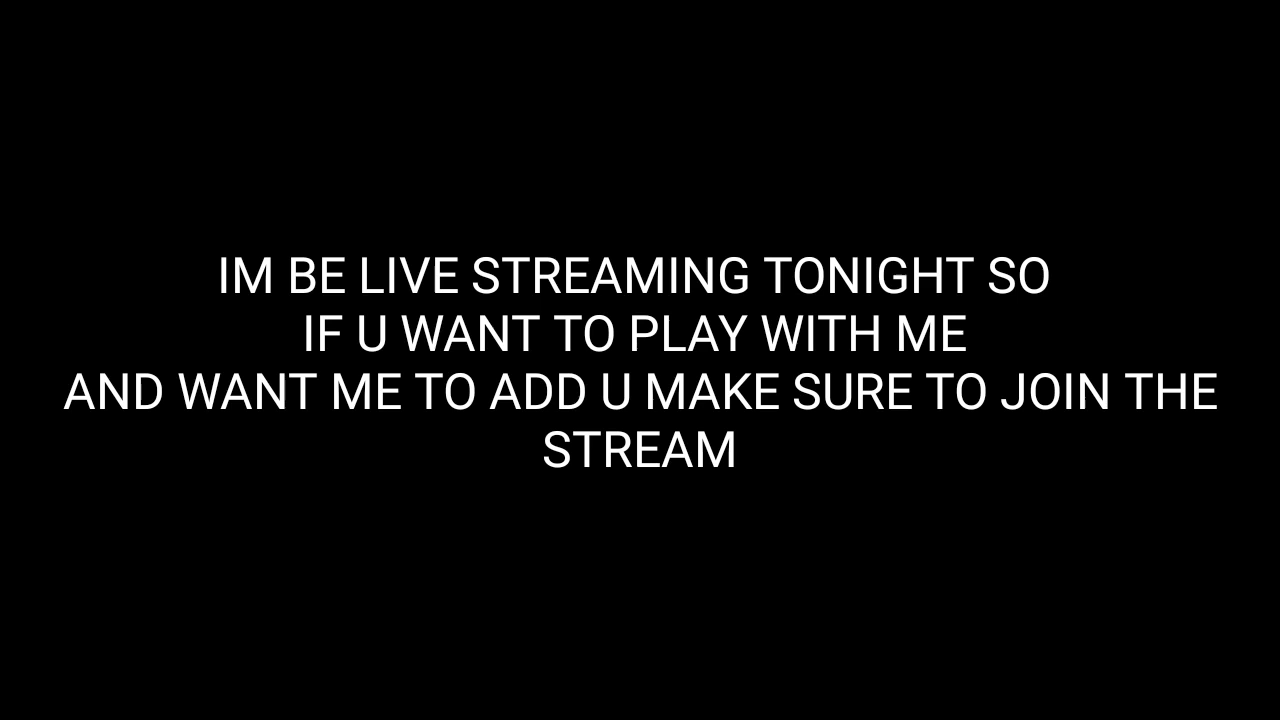 IM BE LIVE STREAMING TONIGHT SO
IF U WANT TO PLAY WITH ME
AND WANT ME TO ADD U MAKE SURE TO JOIN THE
STREAM